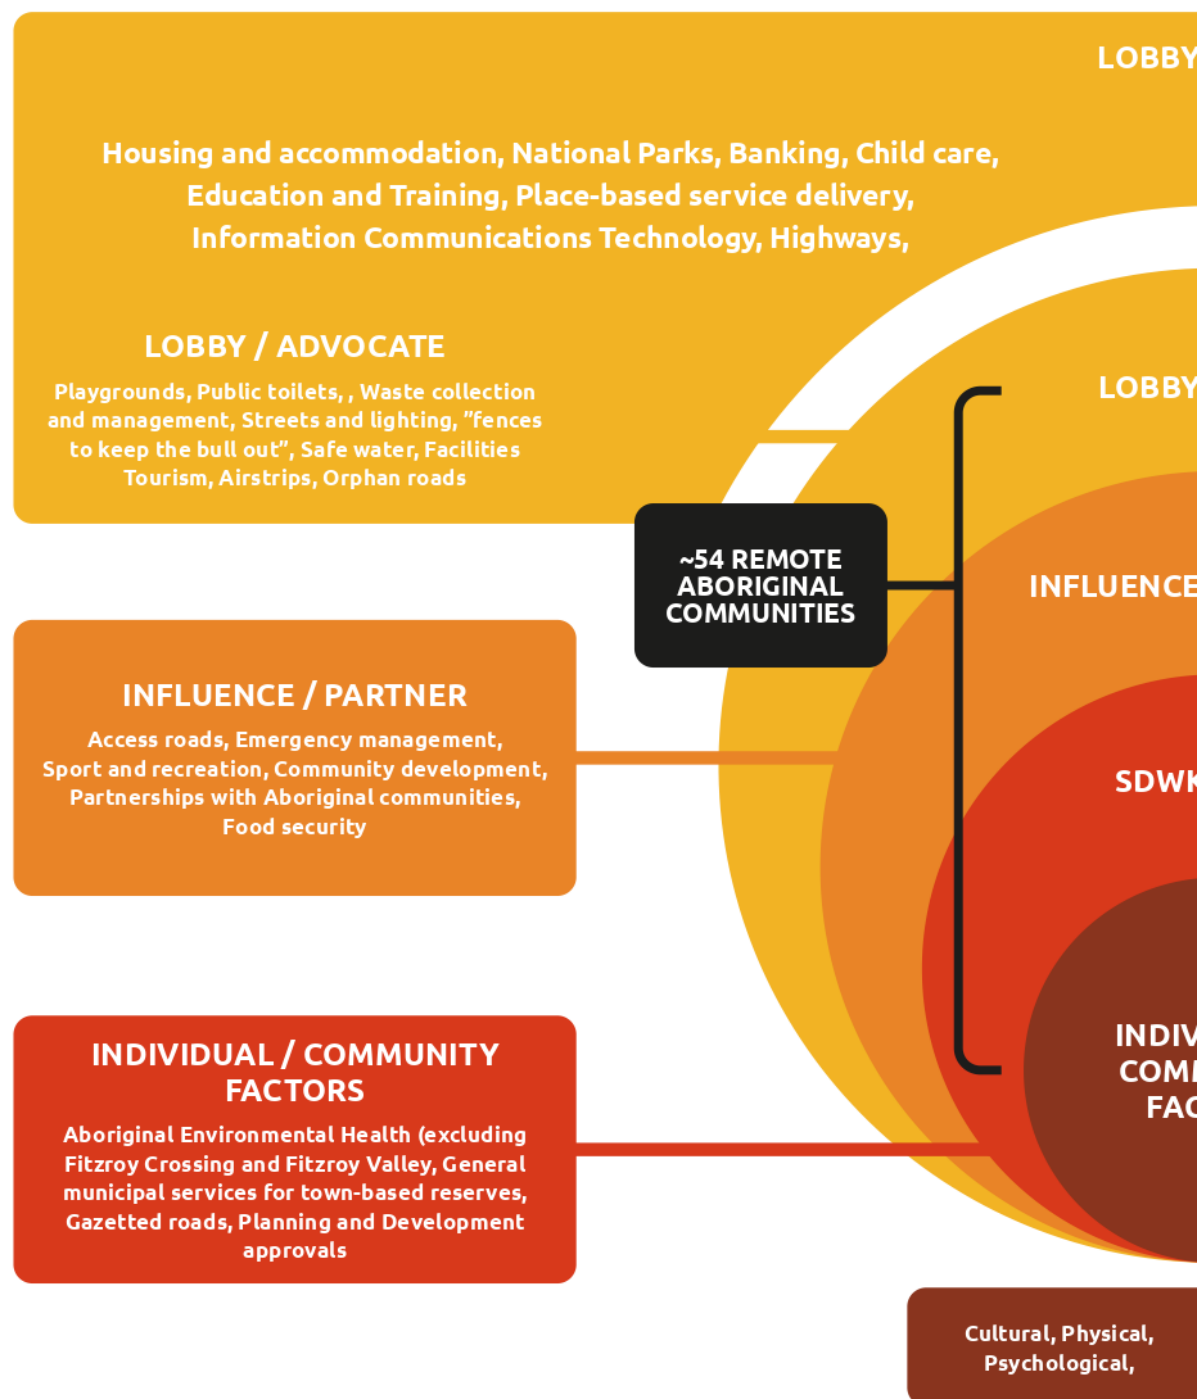 LOBBY
Housing and accommodation, National Parks, Banking, Child care,
Education and Training, Place-based service delivery,
Information Communications Technology, Highways,
LOBBY / ADVOCATE
Playgrounds, Public toilets, , Waste collection
and management, Streets and lighting, ”fences
to keep the bull out”, Safe water, Facilities
Tourism, Airstrips, Orphan roads
LOBBY
~54 REMOTE
ABORIGINAL
COMMUNITIES
INFLUENCE
INFLUENCE / PARTNER
Access roads, Emergency management,
Sport and recreation, Community development,
Partnerships with Aboriginal communities,
Food security
SDWK
INDIVIDUAL / COMMUNITY
FACTORS
Aboriginal Environmental Health (excluding
Fitzroy Crossing and Fitzroy Valley, General
municipal services for town-based reserves,
Gazetted roads, Planning and Development
approvals
INDIV
COMM
FAC
Cultural, Physical,
Psychological,